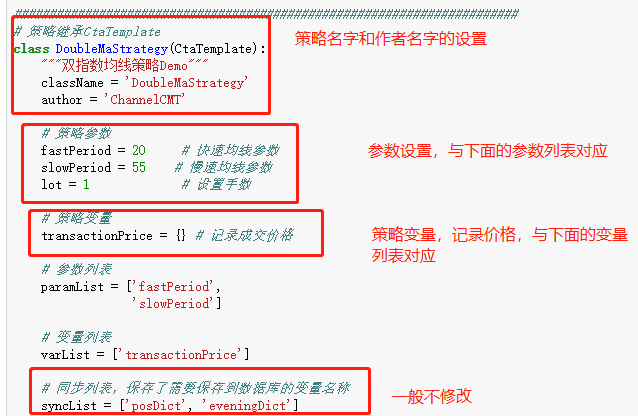 ################################################################
# 策略继承CtaTemplate
class DoubleMaStrategy(CtaTemplate):
"""双指数均线策略Demo"""
className = 'DoubleMaStrategy'
author = 'ChannelCMT'
策略名字和作者名字的设置
# 策略参数
fastPeriod = 20 # 快速均线参数
slowPeriod = 55 # 慢速均线参数
lot = 1 # 设置手数
参数设置，与下面的参数列表对应
# 策略变量
transactionPrice = {} # 记录成交价格
策略变量，记录价格，与下面的变量
列表对应
# 参数列表
paramList = ['fastPeriod',
'slowPeriod']
# 变量列表
varList = ['transactionPrice']
# 同步列表，保存了需要保存到数据库的变量名称
syncList = ['posDict', 'eveningDict']
一般不修改